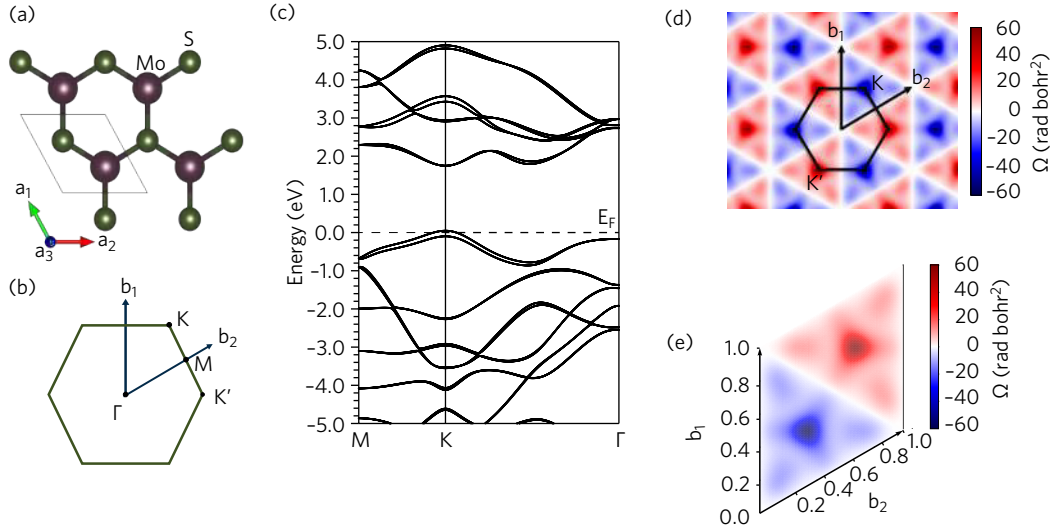 (a)
S
Mo
a1
a3
a2
(b)
b1
K
b2
M
Γ
K′
(c)
Energy (eV)
5.0
4.0
3.0
2.0
1.0
0.0
-1.0
-2.0
-3.0
-4.0
-5.0
EF
M
K
Γ
(d)
b1
K
b2
K′
60
40
20
0
-20
-40
-60
Ω (rad bohr²)
(e)
1.0
0.8
0.6
0.4
0.2
0.0
b1
0.2
0.4
0.6
0.8
1.0
b2
60
40
20
0
-20
-40
-60
Ω (rad bohr²)